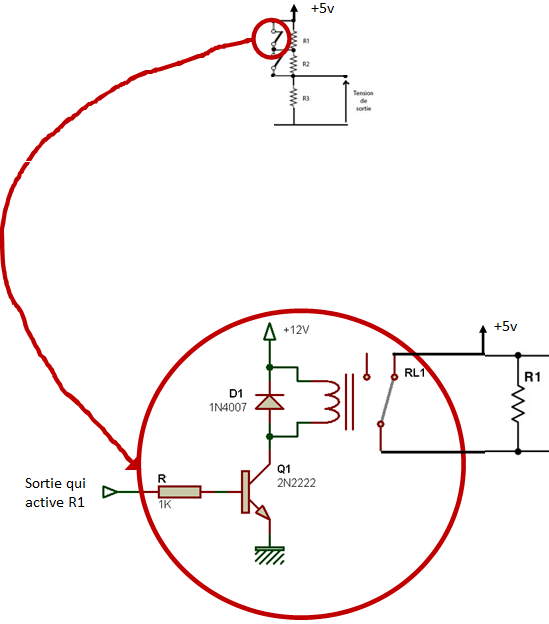 +5v
R1
R2
R3
Tension
de
sortie
+5v
+12V
RL1
R1
D1
1N4007
Q1
2N2222
R
1K
Sortie qui
active R1